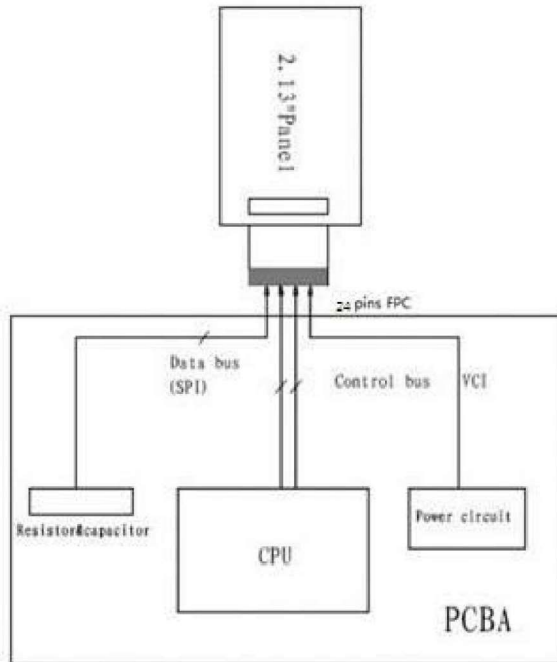 2.13"Panel
24 pins FPC
Data bus
(SPI)
Control bus
VCI
Resistor&capacitor
CPU
Power circuit
PCBA